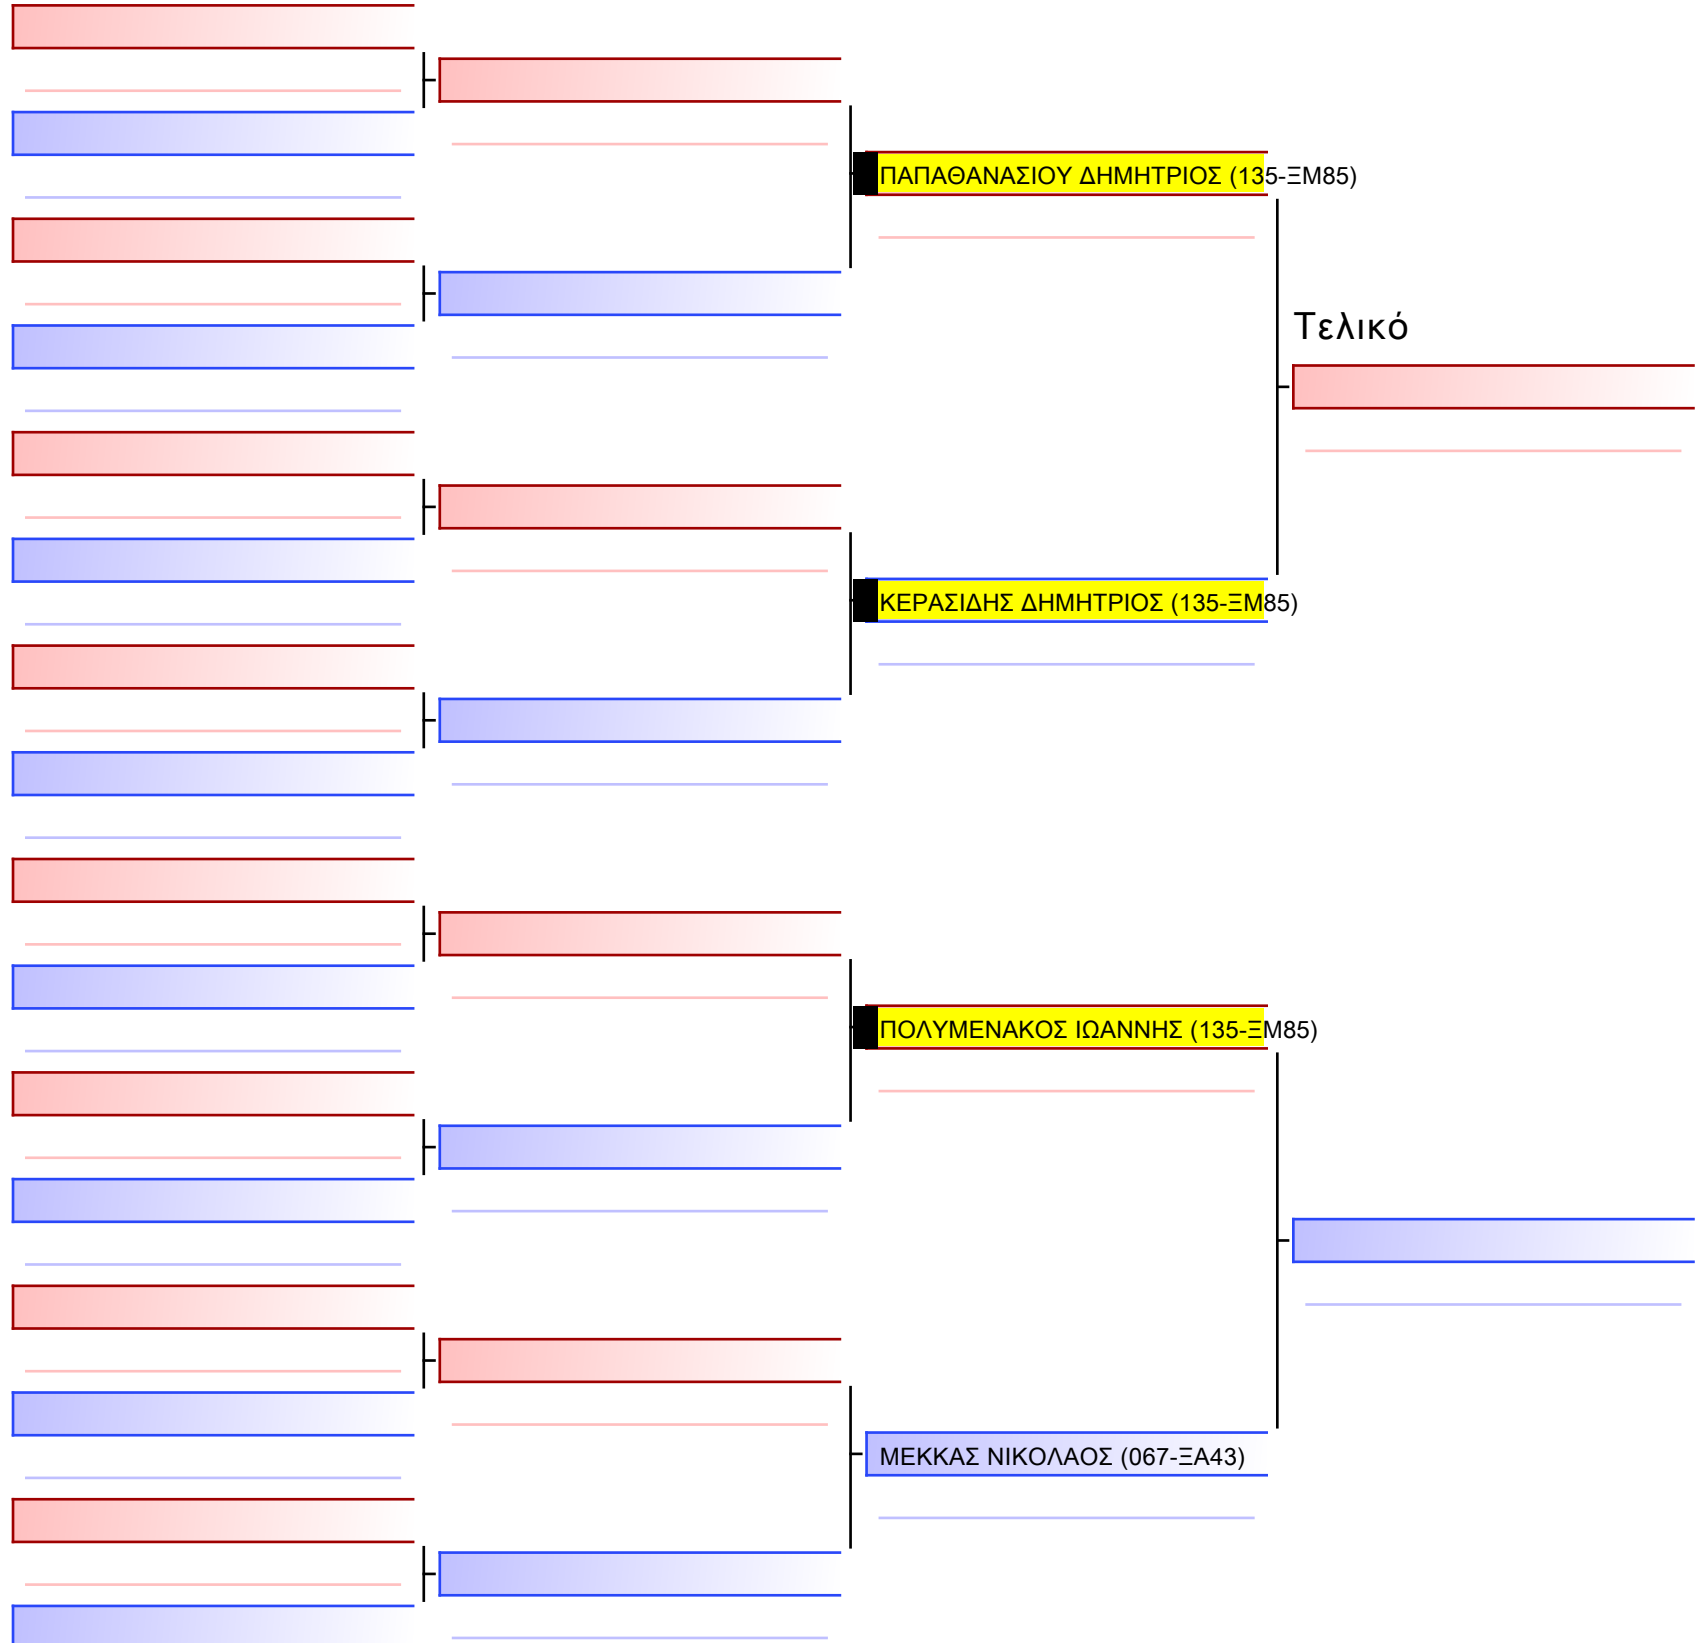 ΠΑΠΑΘΑΝΑΣΙΟΥ ΔΗΜΗΤΡΙΟΣ (135-ΞΜ85)
Τελικό
ΚΕΡΑΣΙΔΗΣ ΔΗΜΗΤΡΙΟΣ (135-ΞΜ85)
ΠΟΛΥΜΕΝΑΚΟΣ ΙΩΑΝΝΗΣ (135-ΞΜ85)
ΜΕΚΚΑΣ ΝΙΚΟΛΑΟΣ (067-ΞΑ43)